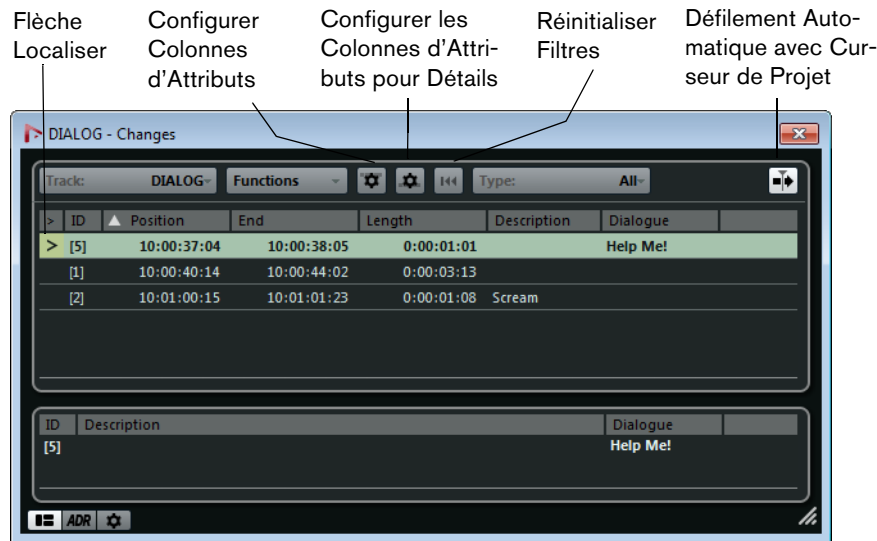 Flèche
Localiser
Configurer
Colonnes
d'Attributs
Configurer les
Colonnes d'Attri-
buts pour Détails
Réinitialiser
Filtres
Défilement Auto-
matique avec Cur-
seur de Projet
DIALOG - Changes
Track: DIALOG Functions Type: All
> ID Position End Length Description Dialogue
> [5] 10:00:37:04 10:00:38:05 0:00:01:01 Help Me!
[1] 10:00:40:14 10:00:44:02 0:00:03:13
[2] 10:01:00:15 10:01:01:23 0:00:01:08 Scream
ID Description Dialogue
[5] Help Me!
ADR